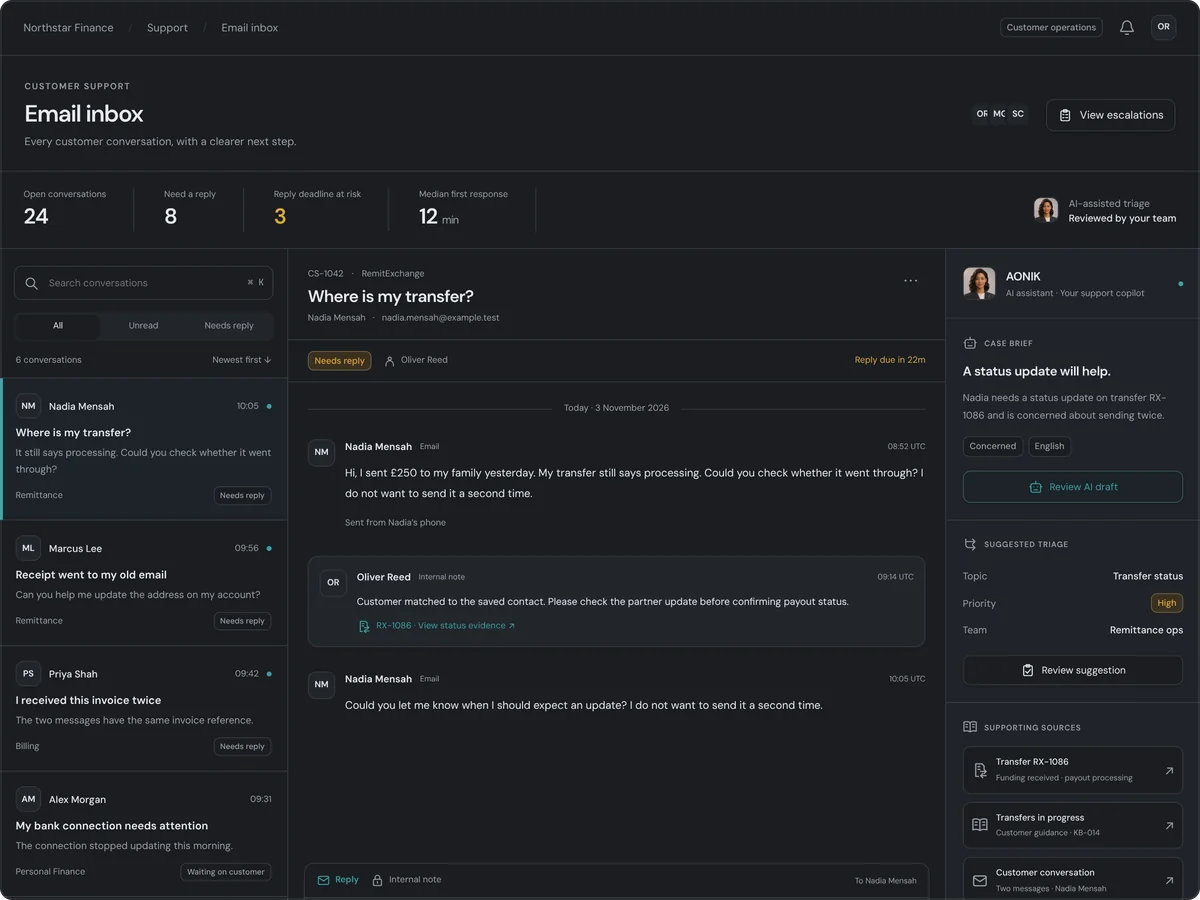 Northstar Finance / Support / Email inbox
Customer operations
OR
CUSTOMER SUPPORT
Email inbox
Every customer conversation, with a clearer next step.
OR MO SC
View escalations
Open conversations
24
Need a reply
8
Reply deadline at risk
3
Median first response
12 min
AI-assisted triage
Reviewed by your team
Search conversations ⌘ K
All Unread Needs reply
6 conversations Newest first ↓
NM Nadia Mensah 10:05
Where is my transfer?
It still says processing. Could you check whether it went
through?
Remittance Needs reply
ML Marcus Lee 09:56
Receipt went to my old email
Can you help me update the address on my account?
Remittance Needs reply
PS Priya Shah 09:42
I received this invoice twice
The two messages have the same invoice reference.
Billing Needs reply
AM Alex Morgan 09:31
My bank connection needs attention
The connection stopped updating this morning.
Personal Finance Waiting on customer
CS-1042 · RemitExchange
Where is my transfer?
Nadia Mensah · nadia.mensah@example.test
Needs reply Oliver Reed Reply due in 22m
Today · 3 November 2026
NM Nadia Mensah Email 08:52 UTC
Hi, I sent £250 to my family yesterday. My transfer still says processing. Could you check whether it went through? I
do not want to send it a second time.
Sent from Nadia's phone
OR Oliver Reed Internal note 09:14 UTC
Customer matched to the saved contact. Please check the partner update before confirming payout status.
RX-1086 · View status evidence ↗
NM Nadia Mensah Email 10:05 UTC
Could you let me know when I should expect an update? I do not want to send it a second time.
Reply Internal note To Nadia Mensah
AONIK
AI assistant · Your support copilot
CASE BRIEF
A status update will help.
Nadia needs a status update on transfer RX-
1086 and is concerned about sending twice.
Concerned English
Review AI draft
SUGGESTED TRIAGE
Topic Transfer status
Priority High
Team Remittance ops
Review suggestion
SUPPORTING SOURCES
Transfer RX-1086
Funding received · payout processing
Transfers in progress
Customer guidance · KB-014
Customer conversation
Two messages · Nadia Mensah